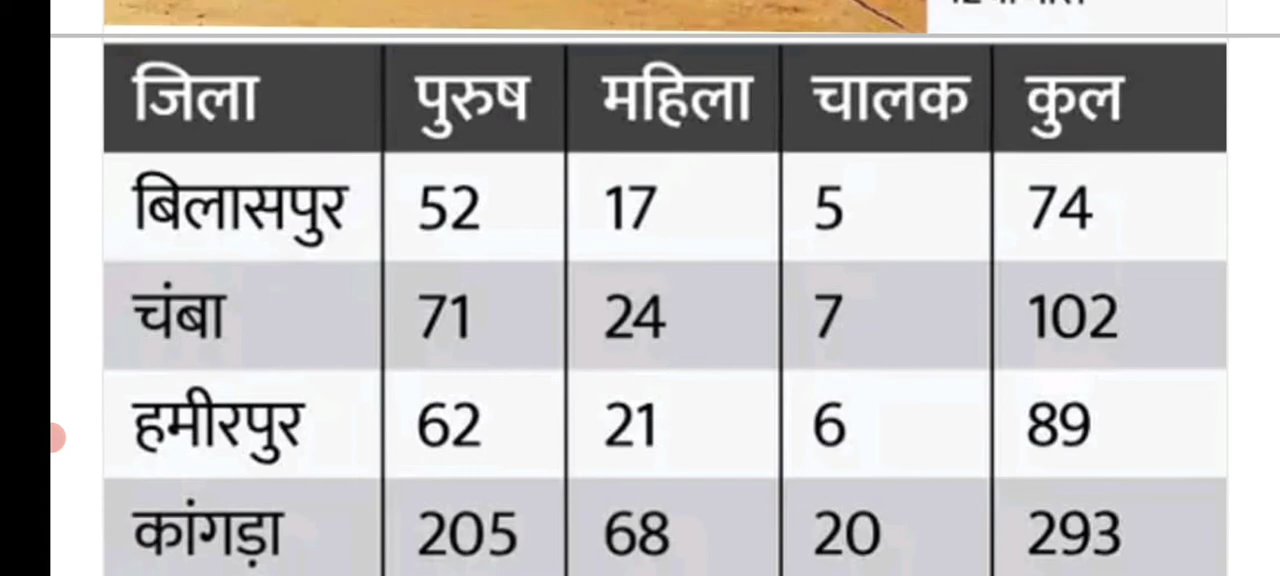 जिला पुरुष महिला चालक कुल
बिलासपुर 52 17 5 74
चंबा 71 24 7 102
हमीरपुर 62 21 6 89
कांगड़ा 205 68 20 293